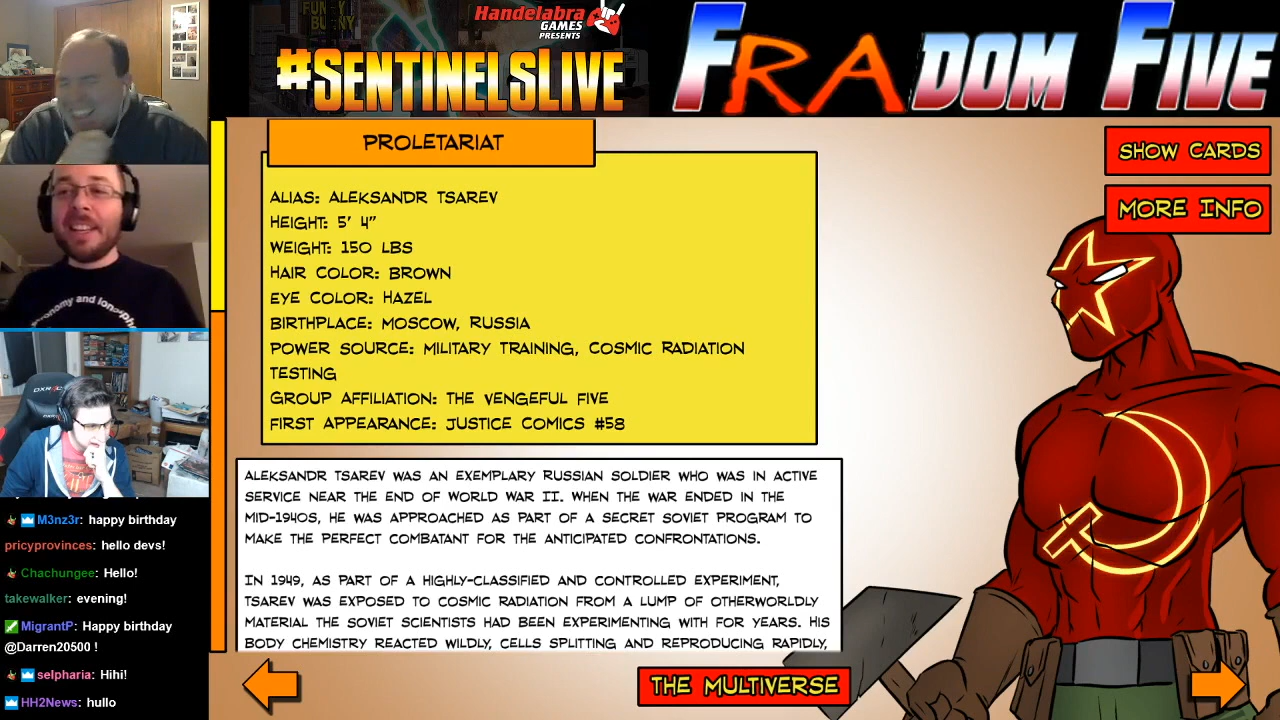 FUNKY
BUNNY
Handelabra
GAMES
PRESENTS
#SENTINELSLIVE
FRADOM FIVE
PROLETARIAT
SHOW CARDS
MORE INFO
ALIAS: ALEKSANDR TSAREV
HEIGHT: 5' 4"
WEIGHT: 150 LBS
HAIR COLOR: BROWN
EYE COLOR: HAZEL
BIRTHPLACE: MOSCOW, RUSSIA
POWER SOURCE: MILITARY TRAINING, COSMIC RADIATION
TESTING
GROUP AFFILIATION: THE VENGEFUL FIVE
FIRST APPEARANCE: JUSTICE COMICS #58
ALEKSANDR TSAREV WAS AN EXEMPLARY RUSSIAN SOLDIER WHO WAS IN ACTIVE
SERVICE NEAR THE END OF WORLD WAR II. WHEN THE WAR ENDED IN THE
MID-1940S, HE WAS APPROACHED AS PART OF A SECRET SOVIET PROGRAM TO
MAKE THE PERFECT COMBATANT FOR THE ANTICIPATED CONFRONTATIONS.
IN 1949, AS PART OF A HIGHLY-CLASSIFIED AND CONTROLLED EXPERIMENT,
TSAREV WAS EXPOSED TO COSMIC RADIATION FROM A LUMP OF OTHERWORLDLY
MATERIAL THE SOVIET SCIENTISTS HAD BEEN EXPERIMENTING WITH FOR YEARS. HIS
BODY CHEMISTRY REACTED WILDLY, CELLS SPLITTING AND REPRODUCING RAPIDLY,
THE MULTIVERSE
DXRACER
M3nz3r: happy birthday
pricyprovinces: hello devs!
Chachungee: Hello!
takewalker: evening!
MigrantP: Happy birthday
@Darren20500 !
selpharia: Hihi!
HH2News: hullo